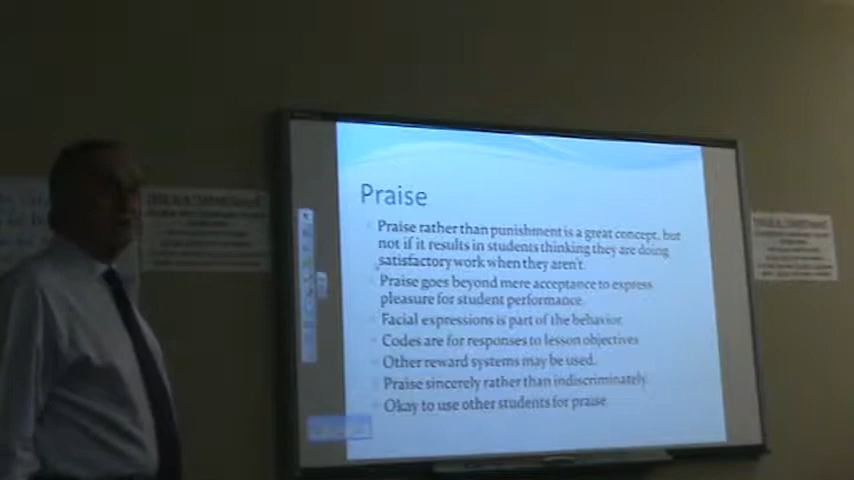 Praise
Praise rather than punishment is a great concept, but
not if it results in students thinking they are doing
satisfactory work when they aren't.
Praise goes beyond mere acceptance to express
pleasure for student performance.
Facial expressions is part of the behavior.
Codes are for responses to lesson objectives
Other reward systems may be used.
Praise sincerely rather than indiscriminately.
Okay to use other students for praise